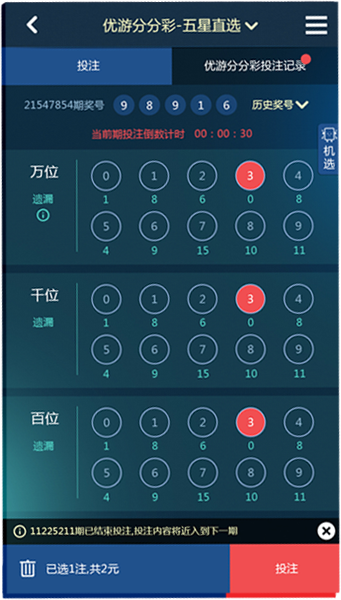 优游分分彩-五星直选
投注 优游分分彩投注记录
21547854期奖号 9 8 9 1 6 历史奖号
当前期投注倒数计时 00:00:30
机选
万位 0 1 2 3 4
遗漏 1 8 6 0 8
5 6 7 8 9
4 9 15 10 11
千位 0 1 2 3 4
遗漏 1 8 6 0 8
5 6 7 8 9
4 9 15 10 11
百位 0 1 2 3 4
遗漏 1 8 6 0 8
5 6 7 8 9
4 9 15 10 11
11225211期已结束投注,投注内容将近入到下一期
已选1注,共2元 投注